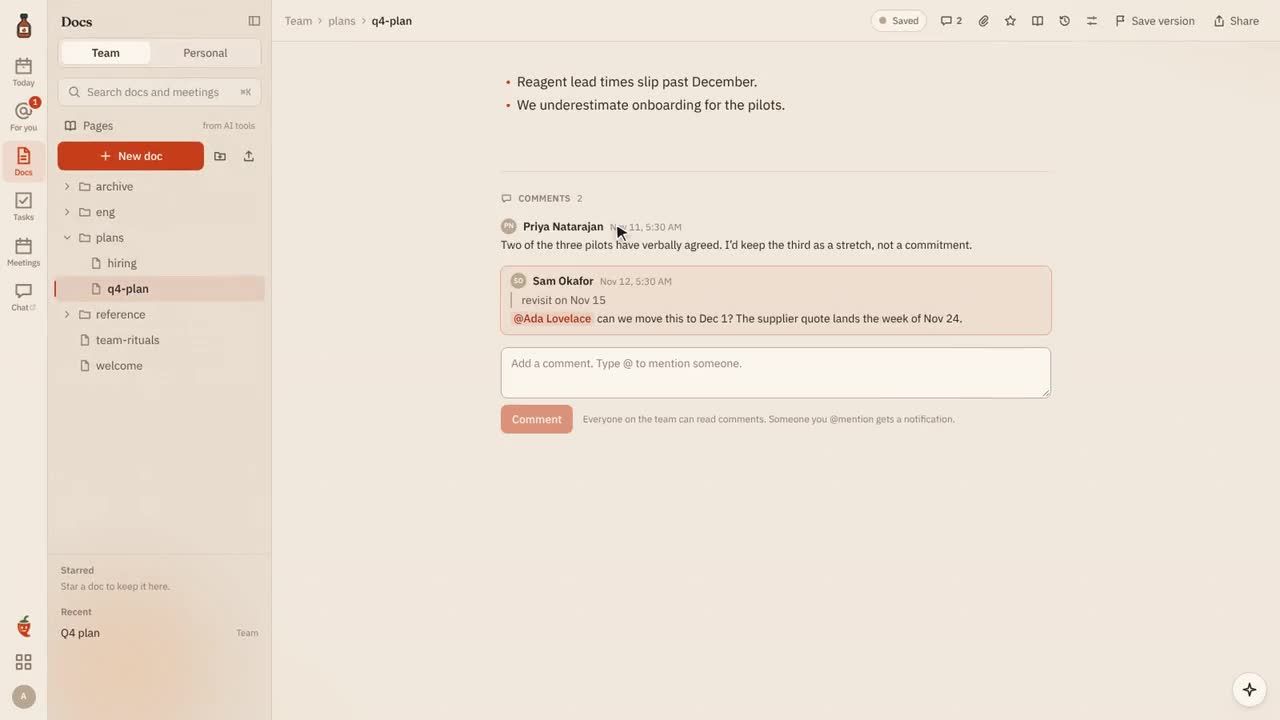 Docs
Team
Personal
Search docs and meetings
⌘K
Pages
from AI tools
New doc
archive
eng
plans
hiring
q4-plan
reference
team-rituals
welcome
Starred
Star a doc to keep it here.
Recent
Q4 plan
Team
Today
1
For you
Docs
Tasks
Meetings
Chat
A
Team > plans > q4-plan
Saved
2
Save version
Share
• Reagent lead times slip past December.
• We underestimate onboarding for the pilots.
COMMENTS 2
PN Priya Natarajan 11, 5:30 AM
Two of the three pilots have verbally agreed. I'd keep the third as a stretch, not a commitment.
SO Sam Okafor Nov 12, 5:30 AM
revisit on Nov 15
@Ada Lovelace can we move this to Dec 1? The supplier quote lands the week of Nov 24.
Add a comment. Type @ to mention someone.
Comment
Everyone on the team can read comments. Someone you @mention gets a notification.